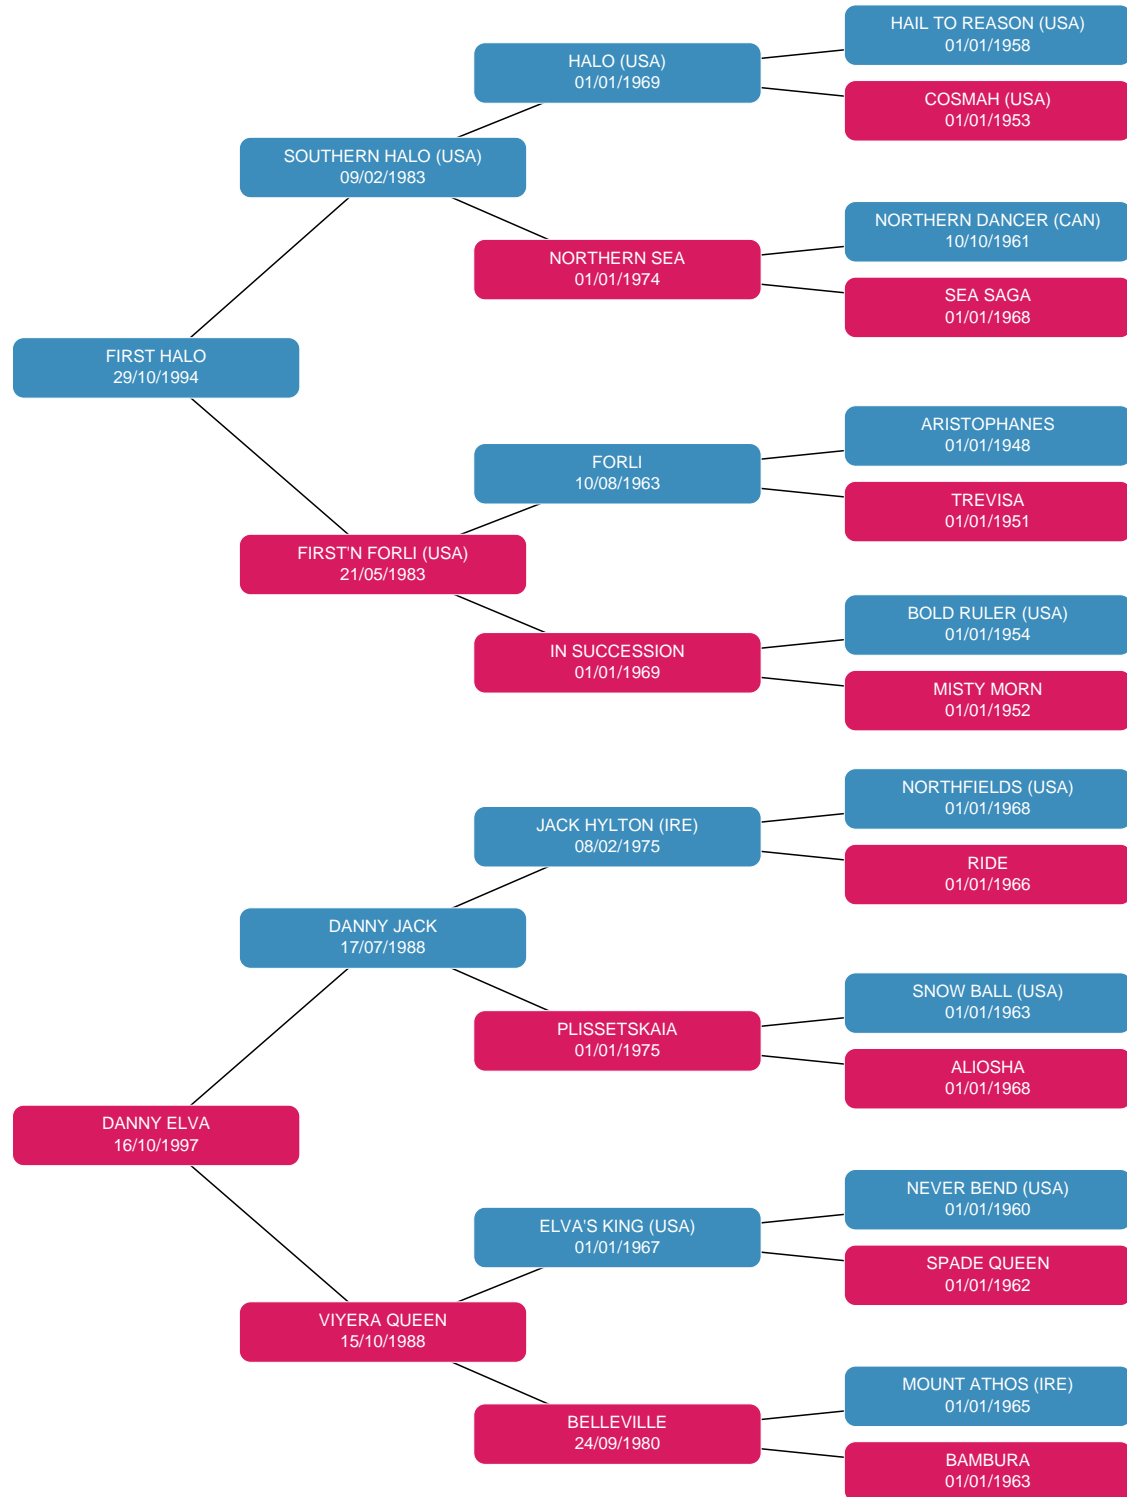 HAIL TO REASON (USA)
01/01/1958
HALO (USA)
01/01/1969
COSMAH (USA)
01/01/1953
SOUTHERN HALO (USA)
09/02/1983
NORTHERN DANCER (CAN)
10/10/1961
NORTHERN SEA
01/01/1974
SEA SAGA
01/01/1968
FIRST HALO
29/10/1994
ARISTOPHANES
01/01/1948
FORLI
10/08/1963
TREVISA
01/01/1951
FIRST'N FORLI (USA)
21/05/1983
BOLD RULER (USA)
01/01/1954
IN SUCCESSION
01/01/1969
MISTY MORN
01/01/1952
NORTHFIELDS (USA)
01/01/1968
JACK HYLTON (IRE)
08/02/1975
RIDE
01/01/1966
DANNY JACK
17/07/1988
SNOW BALL (USA)
01/01/1963
PLISSETSKAIA
01/01/1975
ALIOSHA
01/01/1968
DANNY ELVA
16/10/1997
NEVER BEND (USA)
01/01/1960
ELVA'S KING (USA)
01/01/1967
SPADE QUEEN
01/01/1962
VIYERA QUEEN
15/10/1988
MOUNT ATHOS (IRE)
01/01/1965
BELLEVILLE
24/09/1980
BAMBURA
01/01/1963